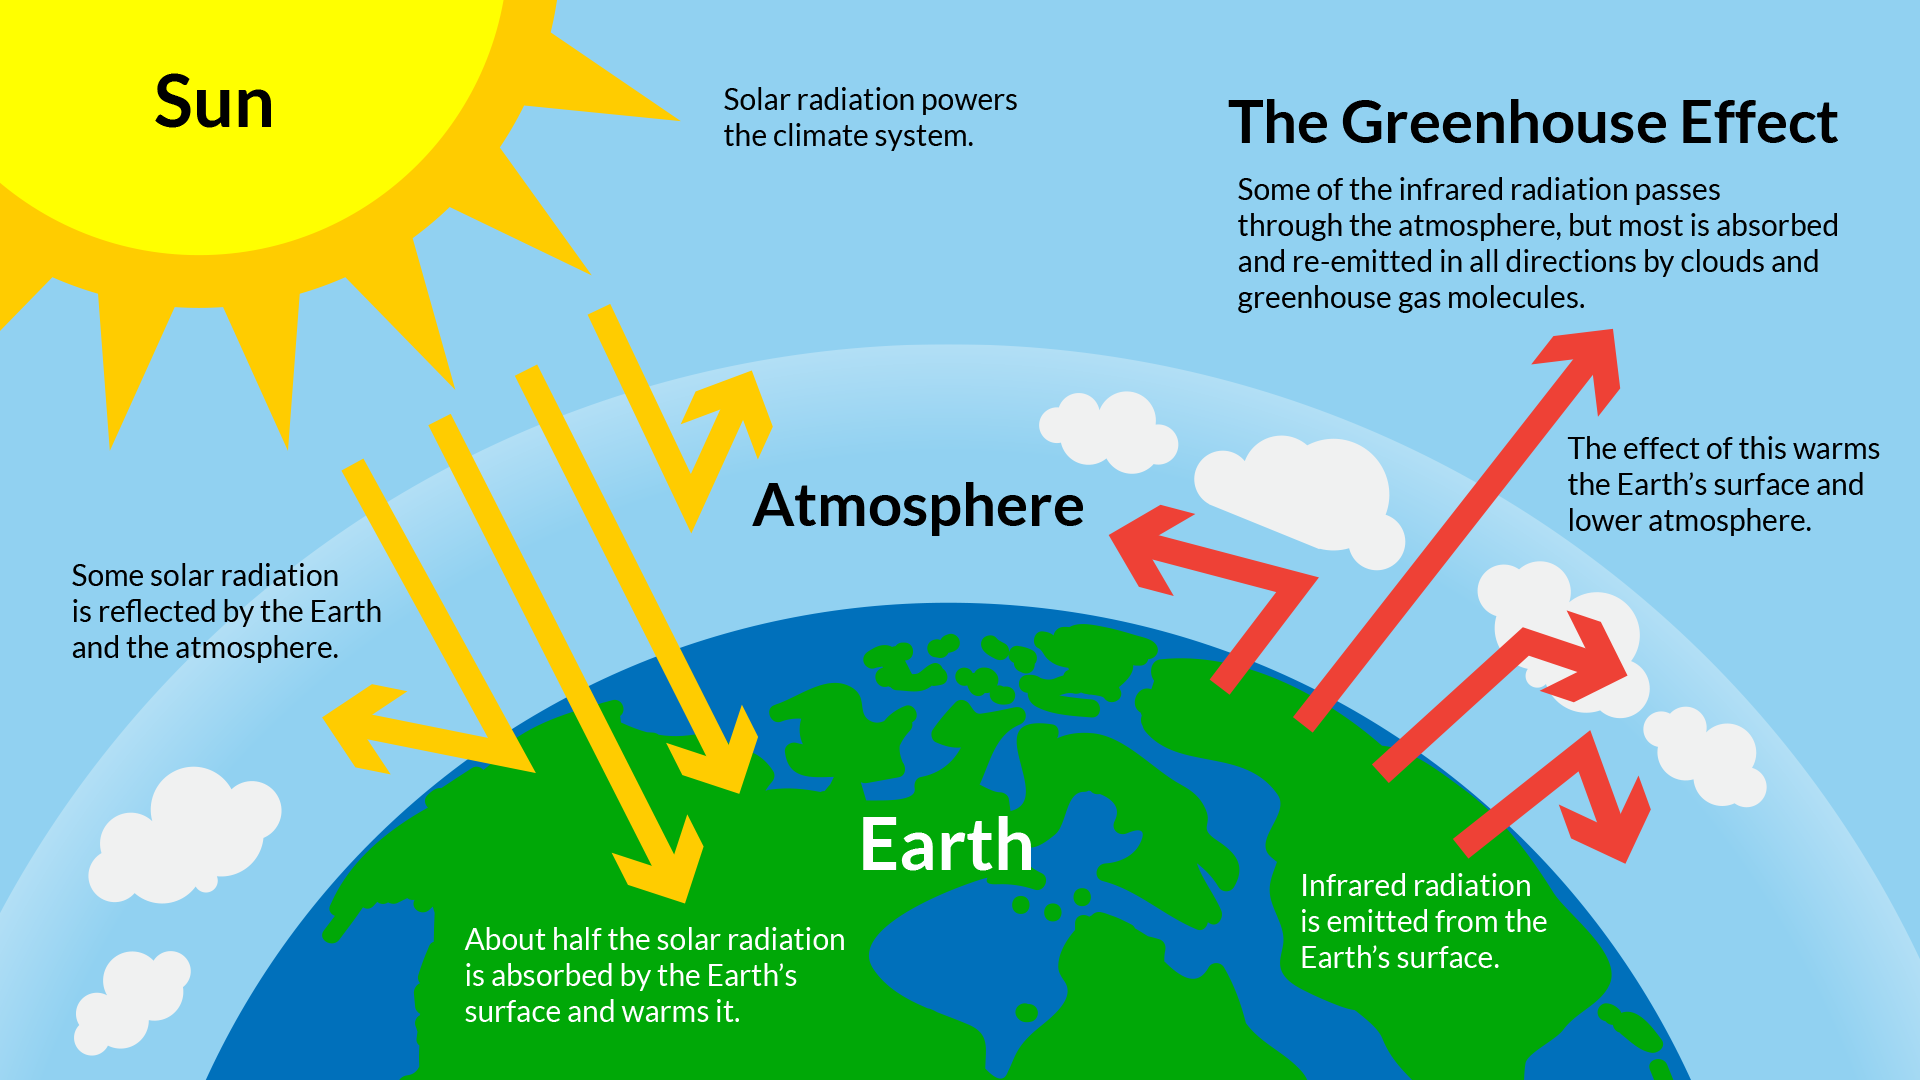 Sun
Solar radiation powers
the climate system.
The Greenhouse Effect
Some of the infrared radiation passes
through the atmosphere, but most is absorbed
and re-emitted in all directions by clouds and
greenhouse gas molecules.
The effect of this warms
the Earth’s surface and
lower atmosphere.
Atmosphere
Some solar radiation
is reflected by the Earth
and the atmosphere.
Earth
About half the solar radiation
is absorbed by the Earth’s
surface and warms it.
Infrared radiation
is emitted from the
Earth’s surface.